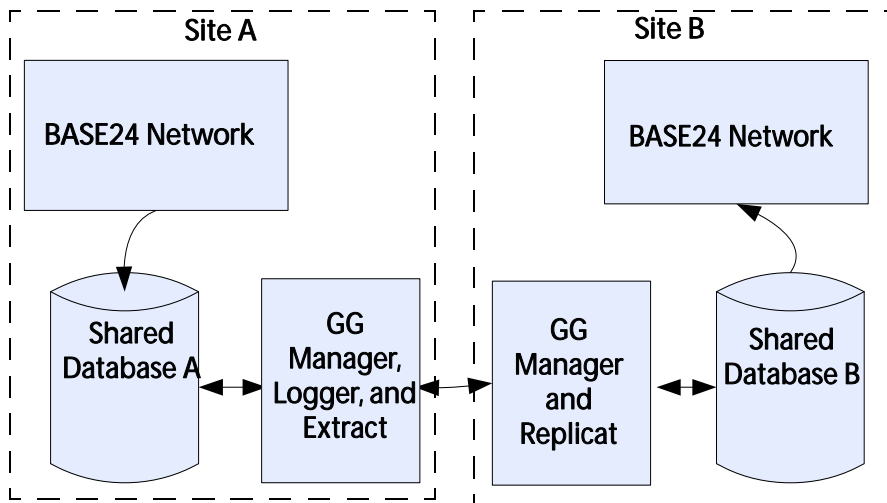 Site A
BASE24 Network
Shared
Database A
GG
Manager,
Logger, and
Extract
Site B
BASE24 Network
GG
Manager
and
Replicat
Shared
Database B